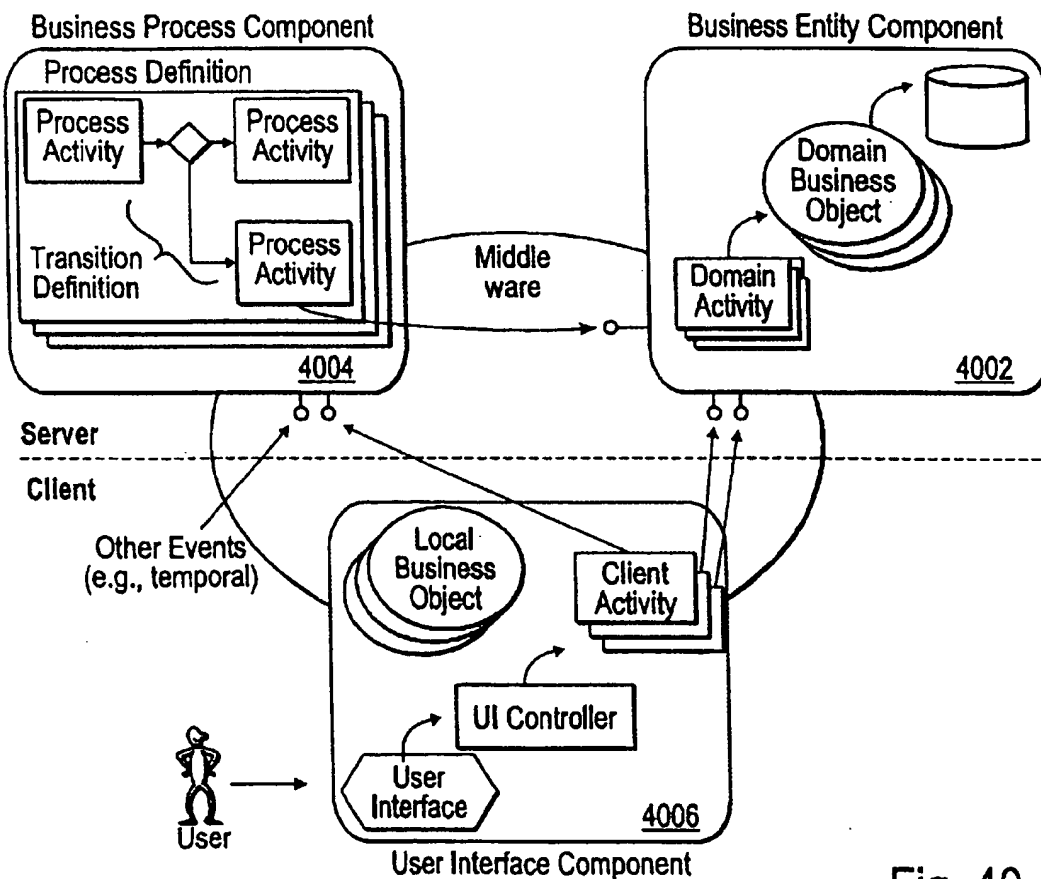 Business Process Component
Process Definition
Process
Activity
Process
Activity
Process
Activity
Transition
Definition
4004
Middle
ware
Business Entity Component
Domain
Business
Object
Domain
Activity
4002
Server
Client
Other Events
(e.g., temporal)
Local
Business
Object
Client
Activity
UI Controller
User
Interface
4006
User
User Interface Component